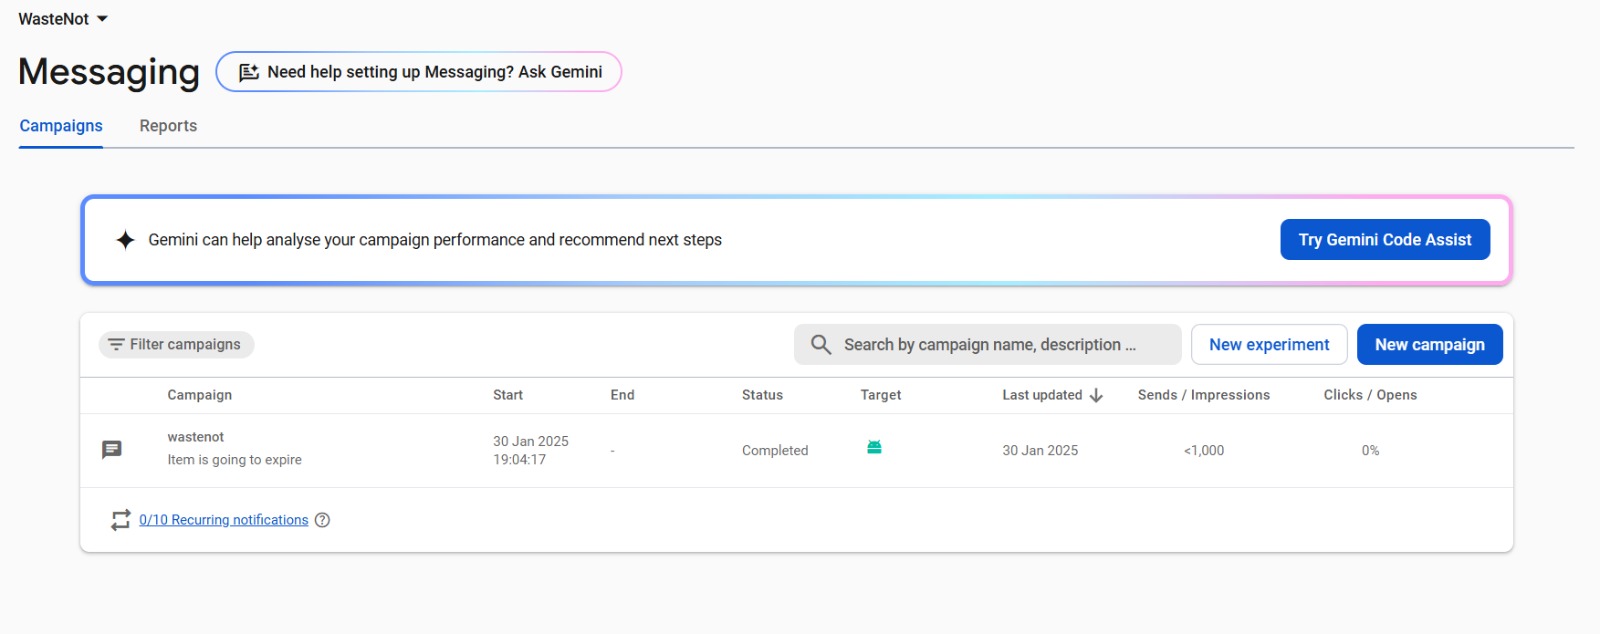 WasteNot
Messaging
Need help setting up Messaging? Ask Gemini
Campaigns Reports
Gemini can help analyse your campaign performance and recommend next steps
Try Gemini Code Assist
Filter campaigns
Search by campaign name, description ...
New experiment
New campaign
Campaign Start End Status Target Last updated Sends / Impressions Clicks / Opens
wastenot
Item is going to expire
30 Jan 2025
19:04:17
-
Completed
30 Jan 2025
<1,000
0%
0/10 Recurring notifications